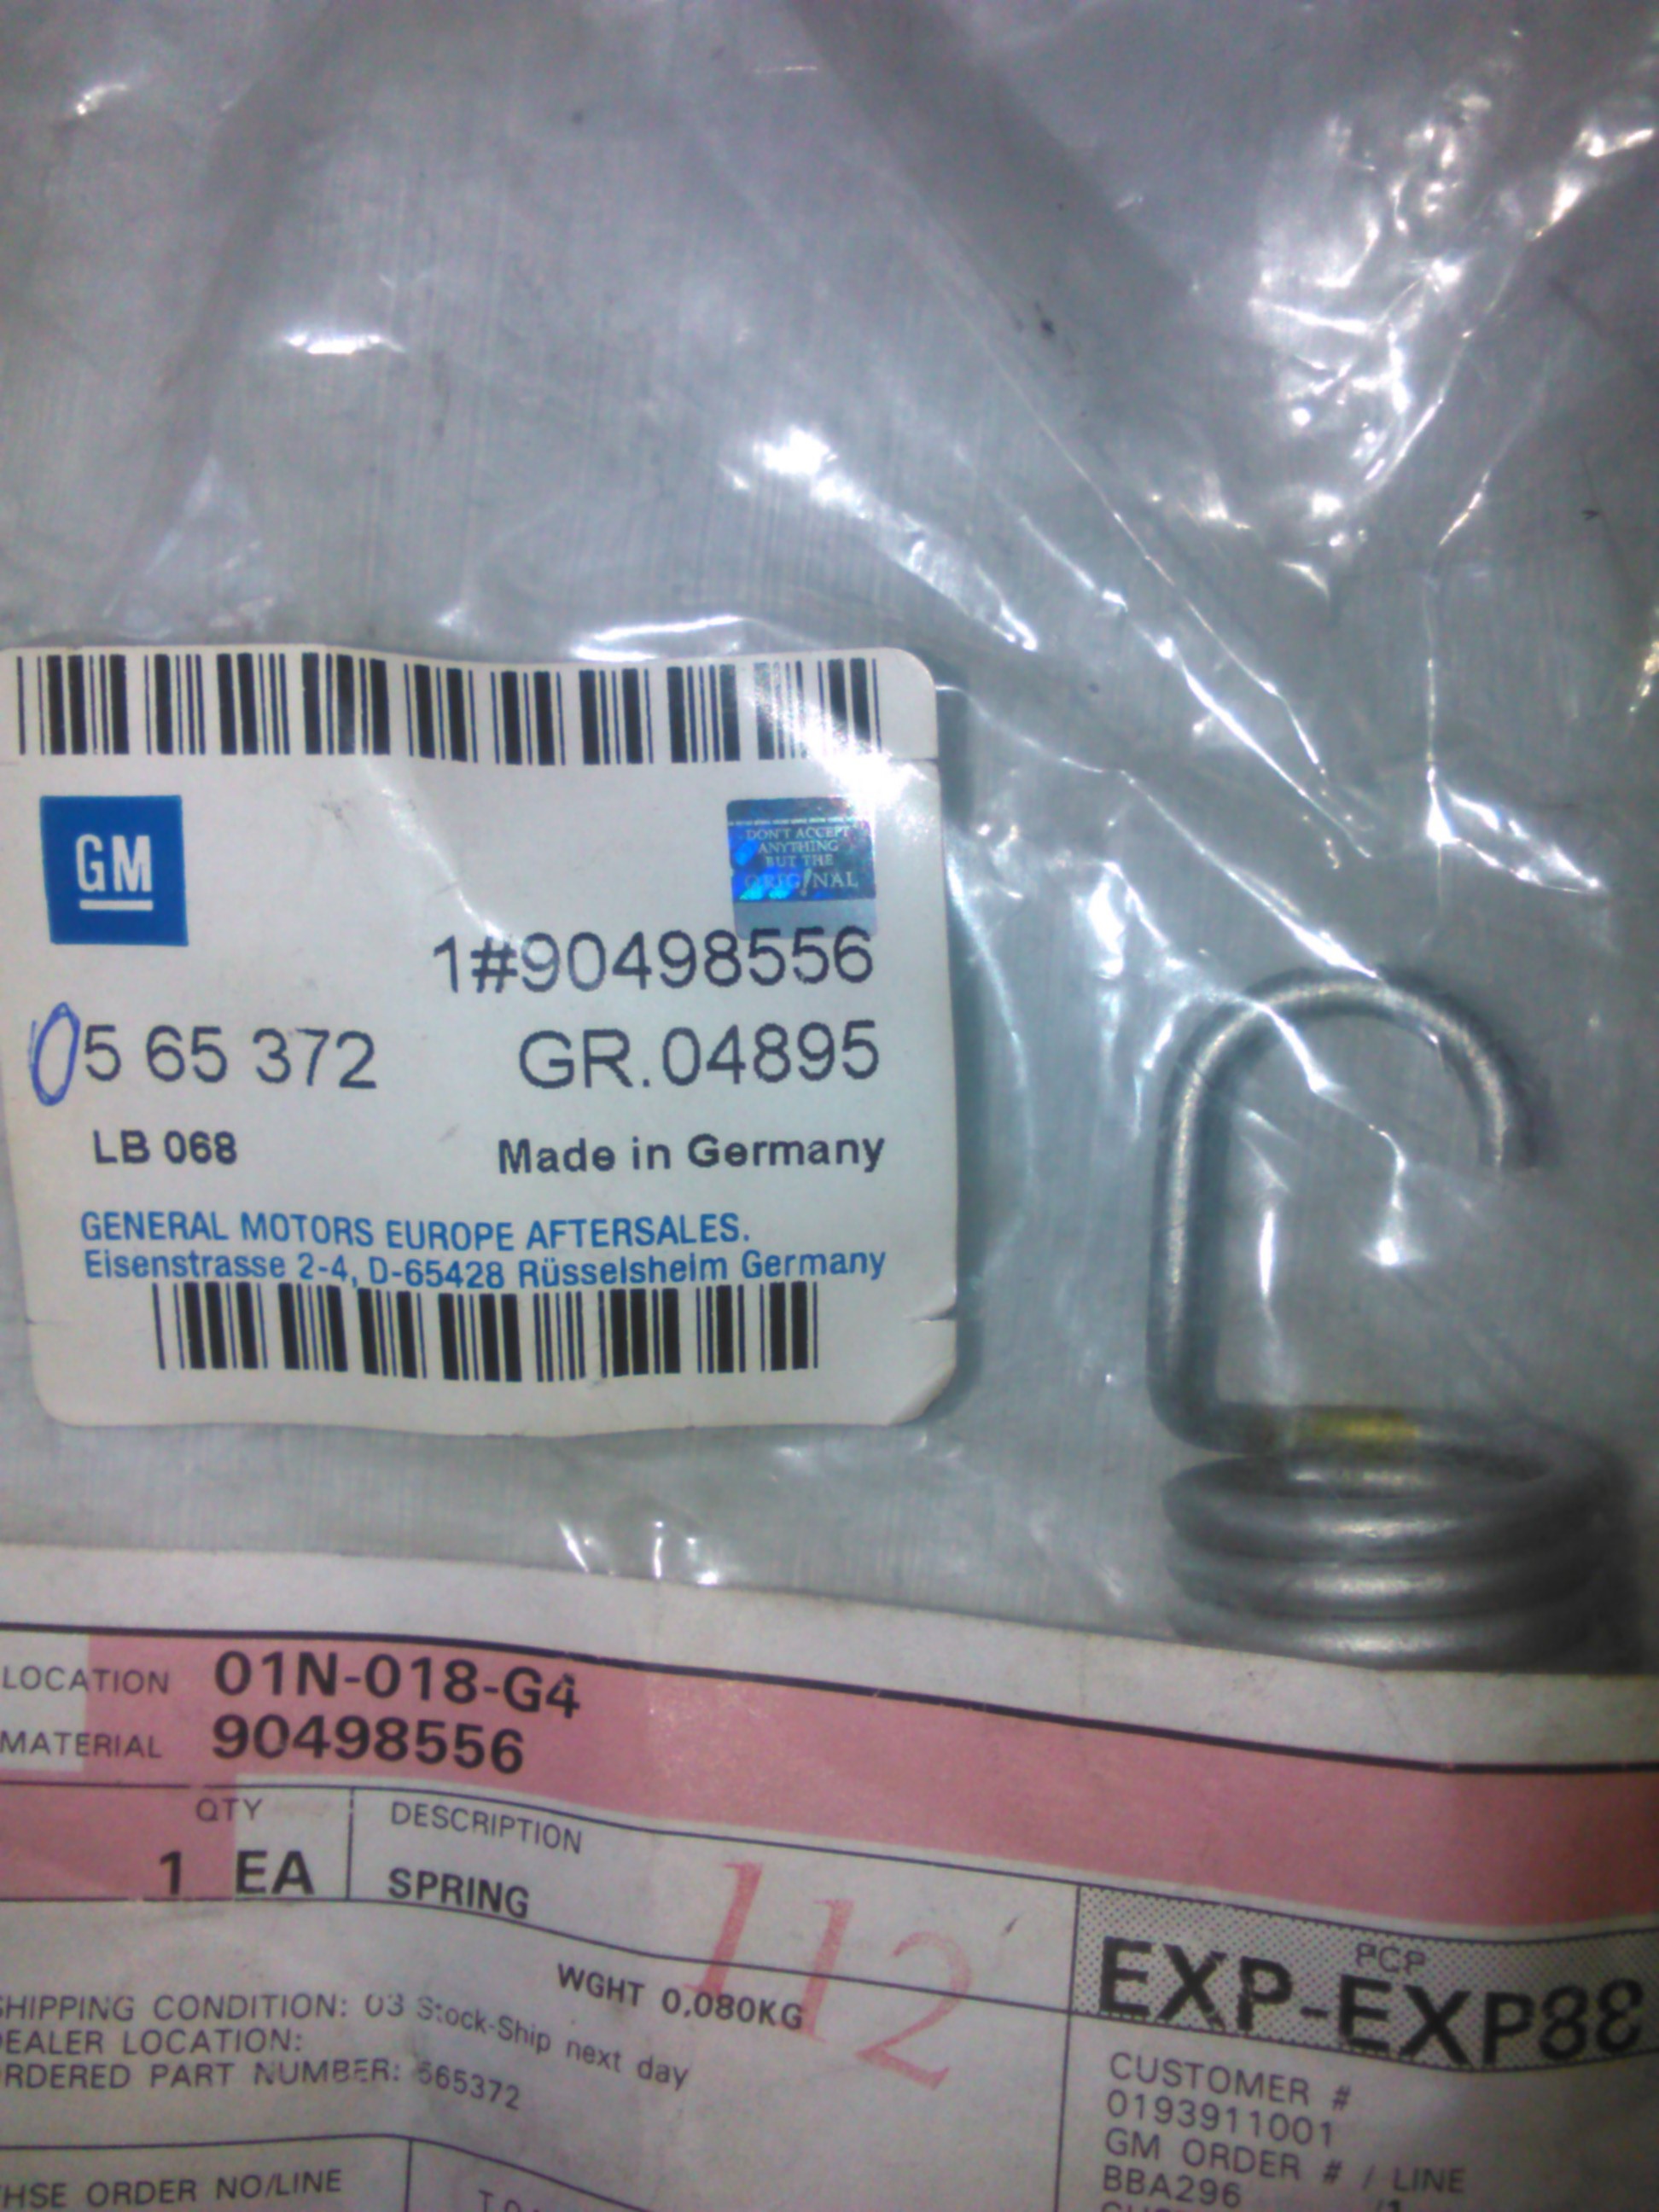 GM
DON'T ACCEPT
ANYTHING
BUT THE
ORIGINAL
1#90498556
05 65 372 GR.04895
LB 068 Made in Germany
GENERAL MOTORS EUROPE AFTERSALES.
Eisenstrasse 2-4, D-65428 Rüsselsheim Germany
LOCATION 01N-018-G4
MATERIAL 90498556
QTY DESCRIPTION
1 EA SPRING
112
WGHT 0,080KG
PCP
EXP-EXP88
SHIPPING CONDITION: 03 Stock-Ship next day
DEALER LOCATION:
ORDERED PART NUMBER: 565372
CUSTOMER #
0193911001
GM ORDER # / LINE
BBA296 /1
HSE ORDER NO/LINE